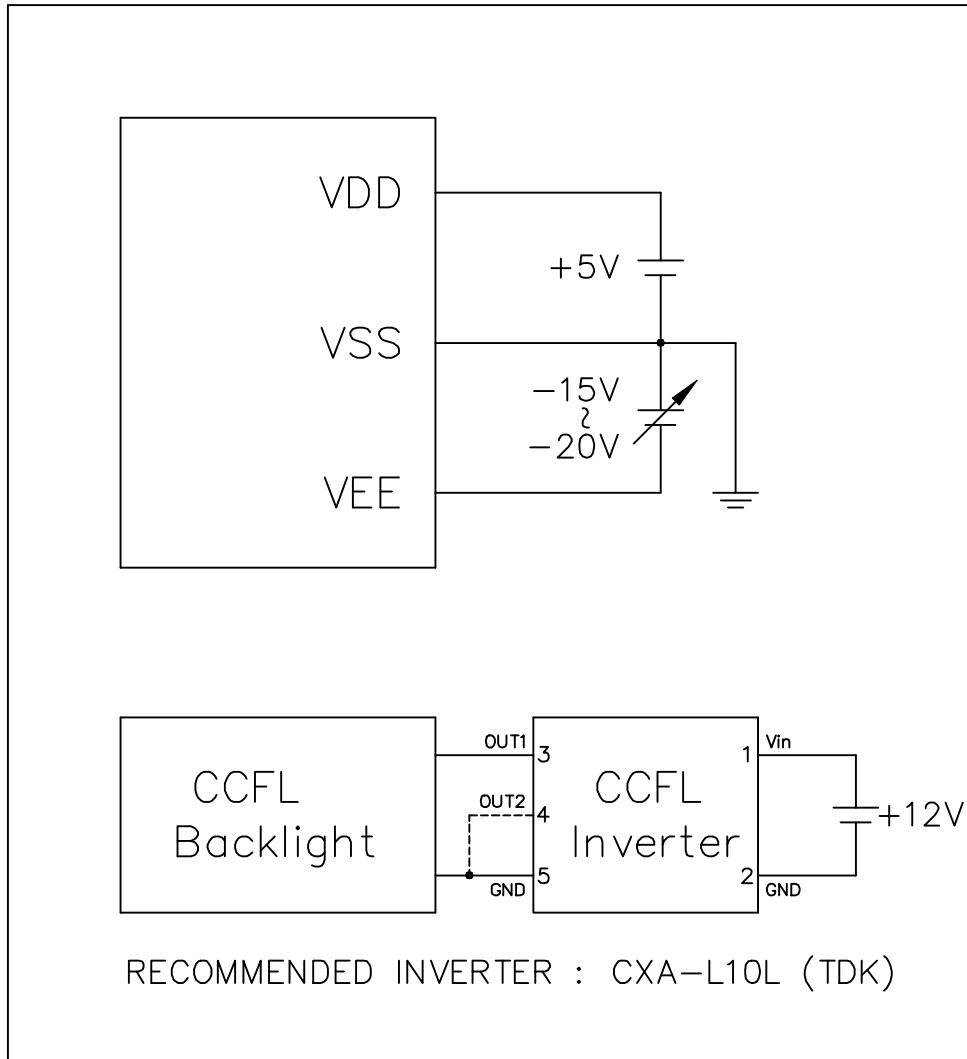 VDD
+5V
VSS
−15V
~
−20V
VEE
CCFL
Backlight
OUT1
3
OUT2
4
GND
5
CCFL
Inverter
1
Vin
2
GND
+12V
RECOMMENDED INVERTER : CXA−L10L (TDK)